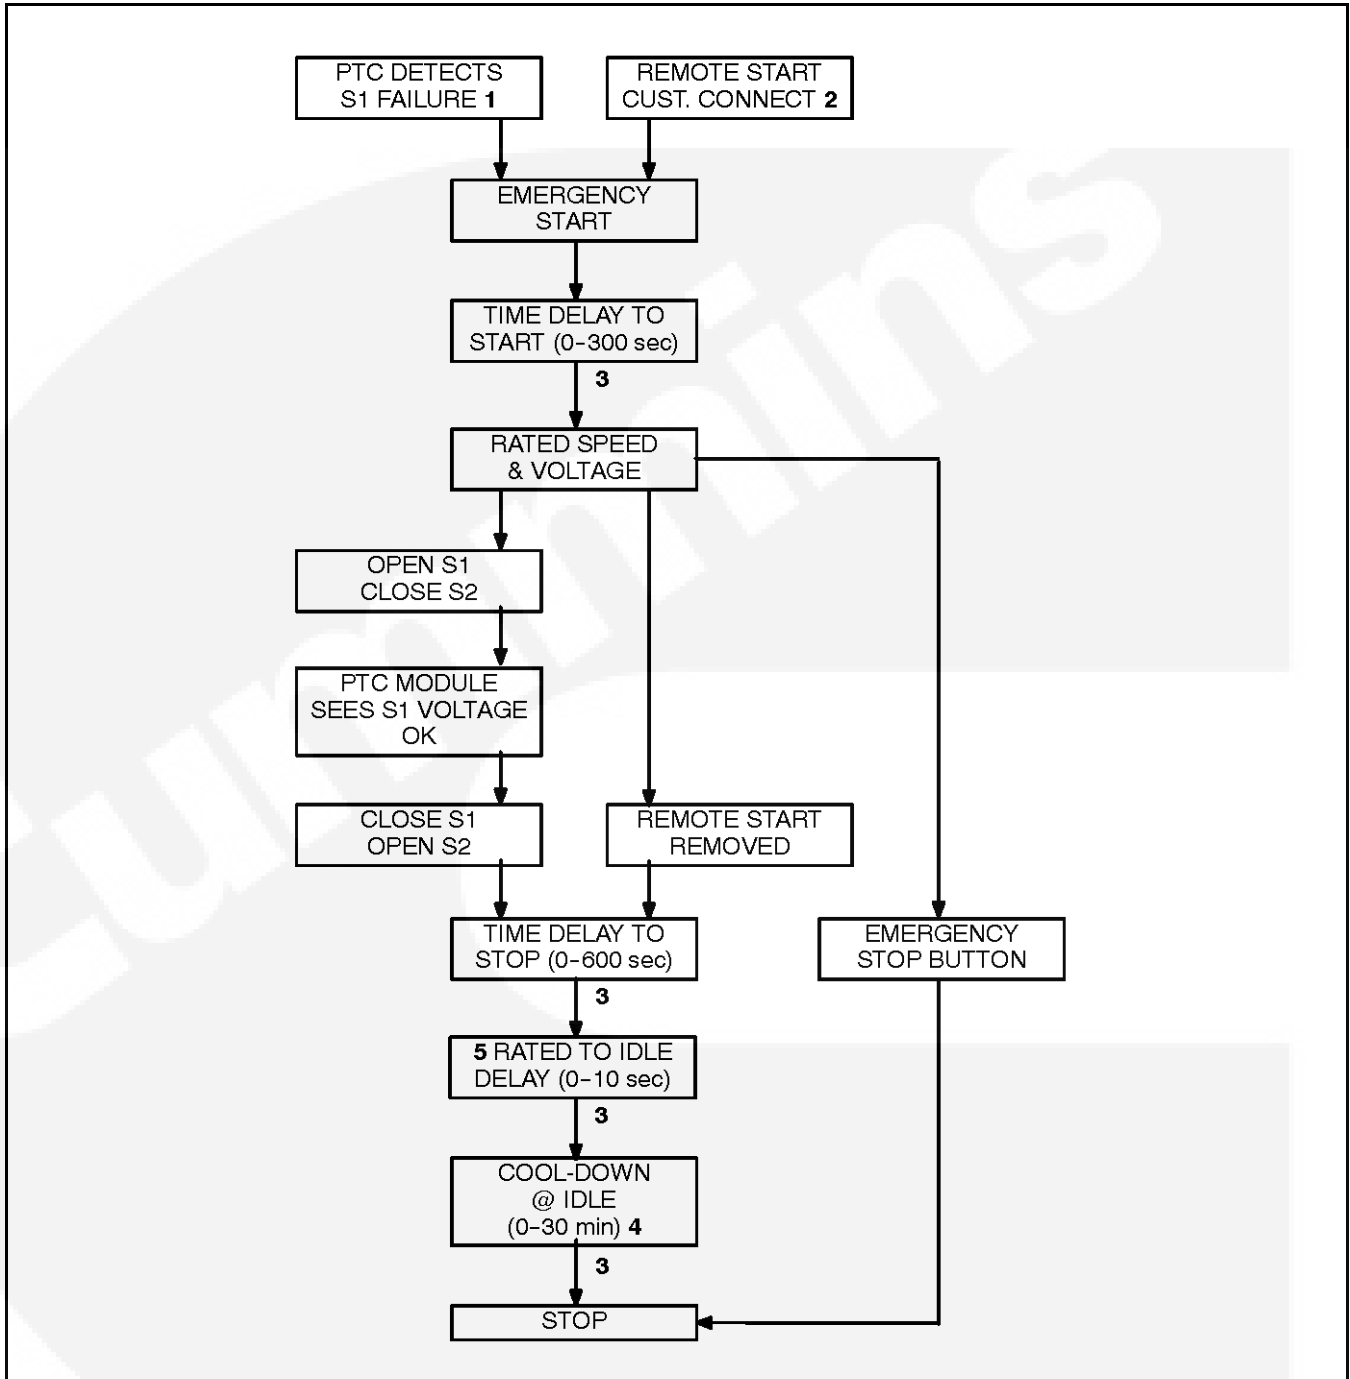 PTC DETECTS
S1 FAILURE 1
REMOTE START
CUST. CONNECT 2
EMERGENCY
START
TIME DELAY TO
START (0-300 sec)
3
RATED SPEED
& VOLTAGE
OPEN S1
CLOSE S2
PTC MODULE
SEES S1 VOLTAGE
OK
CLOSE S1
OPEN S2
REMOTE START
REMOVED
TIME DELAY TO
STOP (0-600 sec)
EMERGENCY
STOP BUTTON
3
5 RATED TO IDLE
DELAY (0-10 sec)
3
COOL-DOWN
@ IDLE
(0-30 min) 4
3
STOP
Cummins